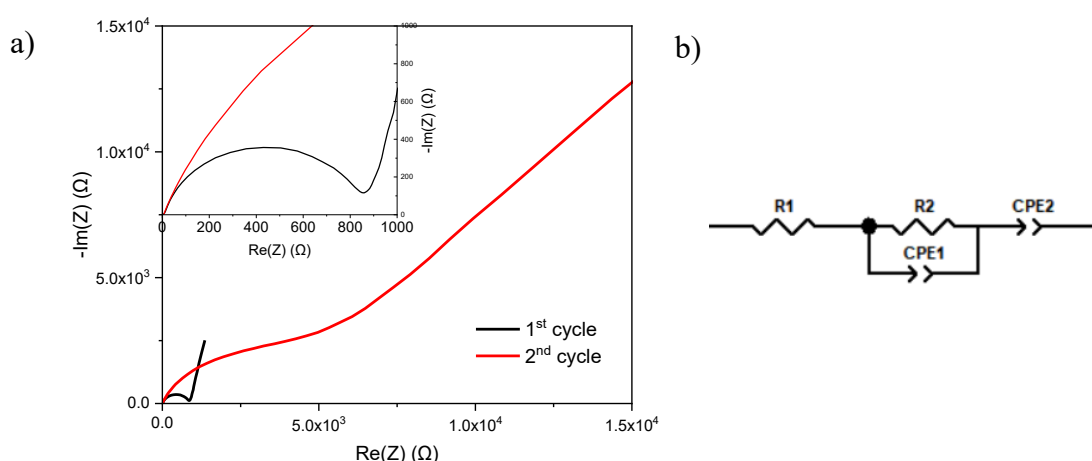 a)
1.5x10⁴
1.0x10⁴
5.0x10³
0.0
-Im(Z) (Ω)
0
5.0x10³
1.0x10⁴
1.5x10⁴
Re(Z) (Ω)
1000
800
600
400
200
0
-Im(Z) (Ω)
0
200
400
600
800
1000
Re(Z) (Ω)
1st cycle
2nd cycle
b)
R1
R2
CPE2
CPE1